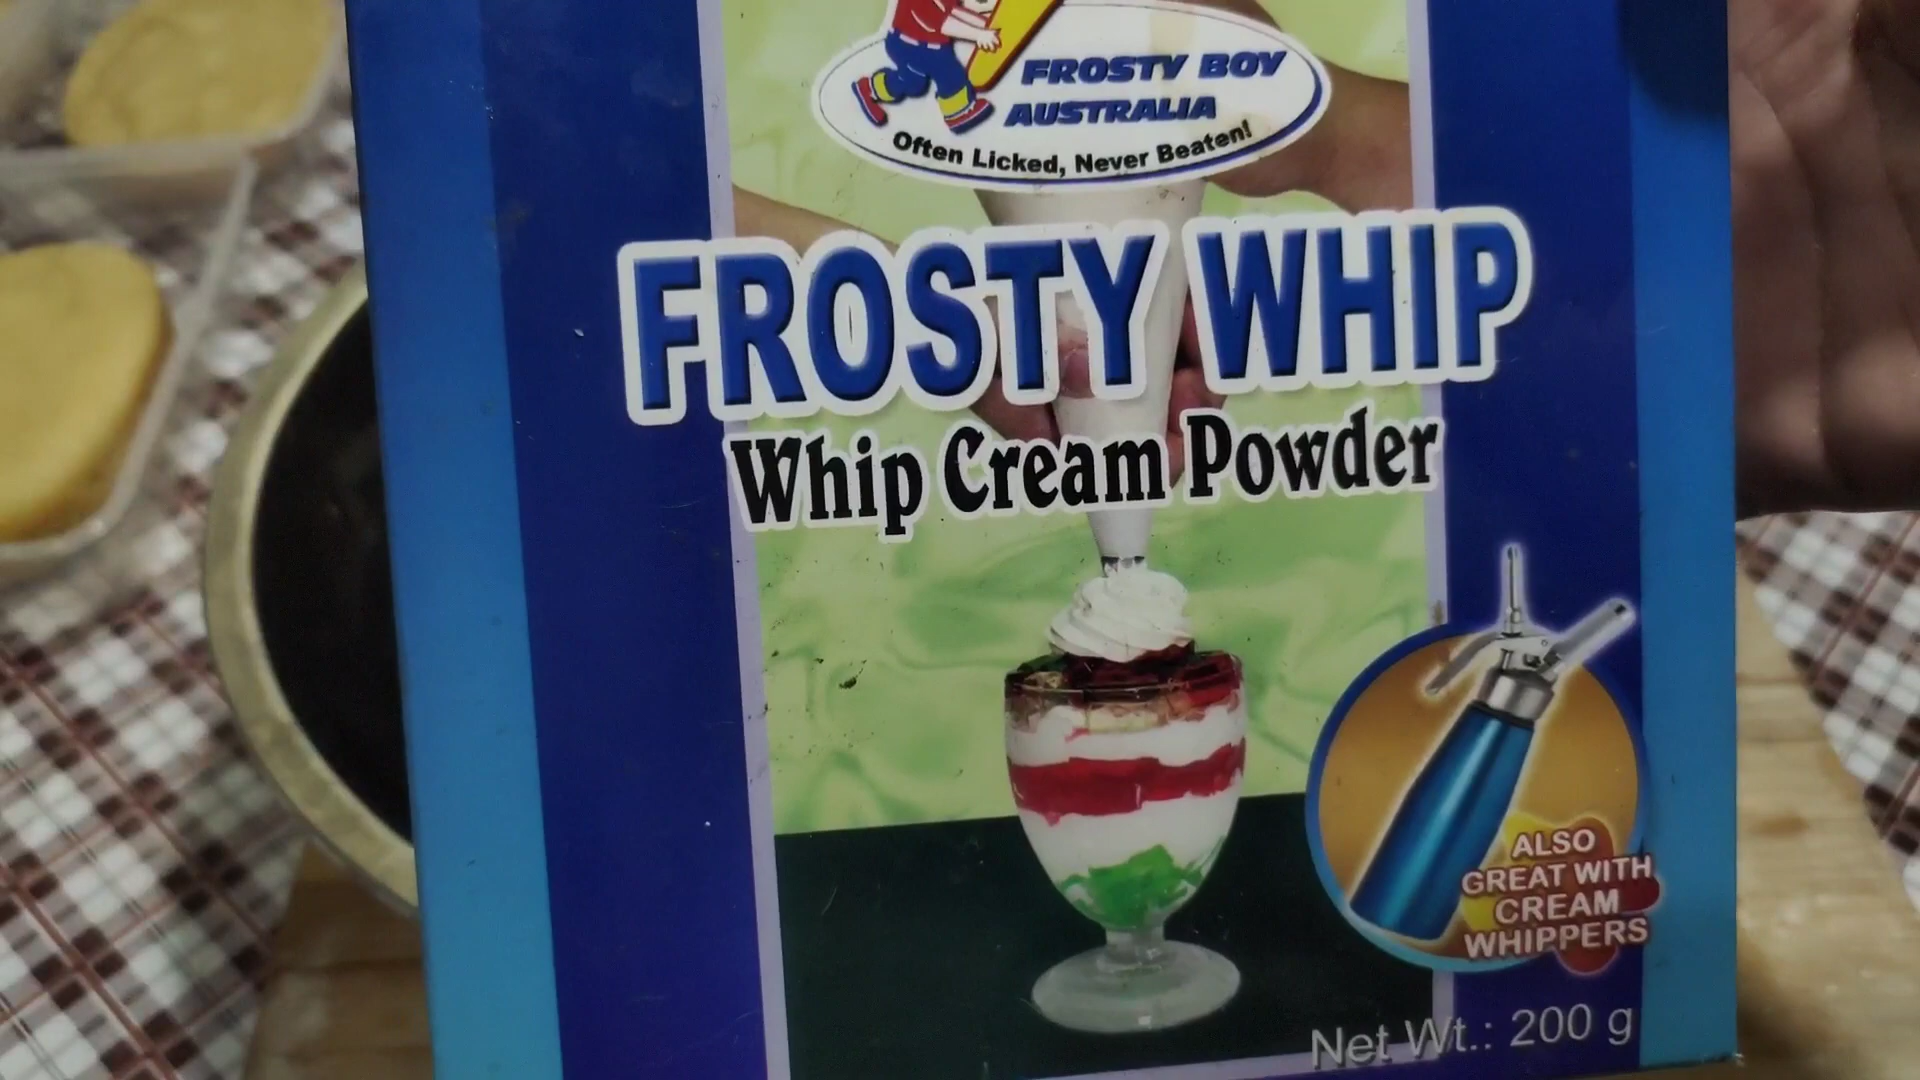 FROSTY BOY
AUSTRALIA
Often Licked, Never Beaten!
FROSTY WHIP
Whip Cream Powder
ALSO
GREAT WITH
CREAM
WHIPPERS
Net Wt.: 200 g